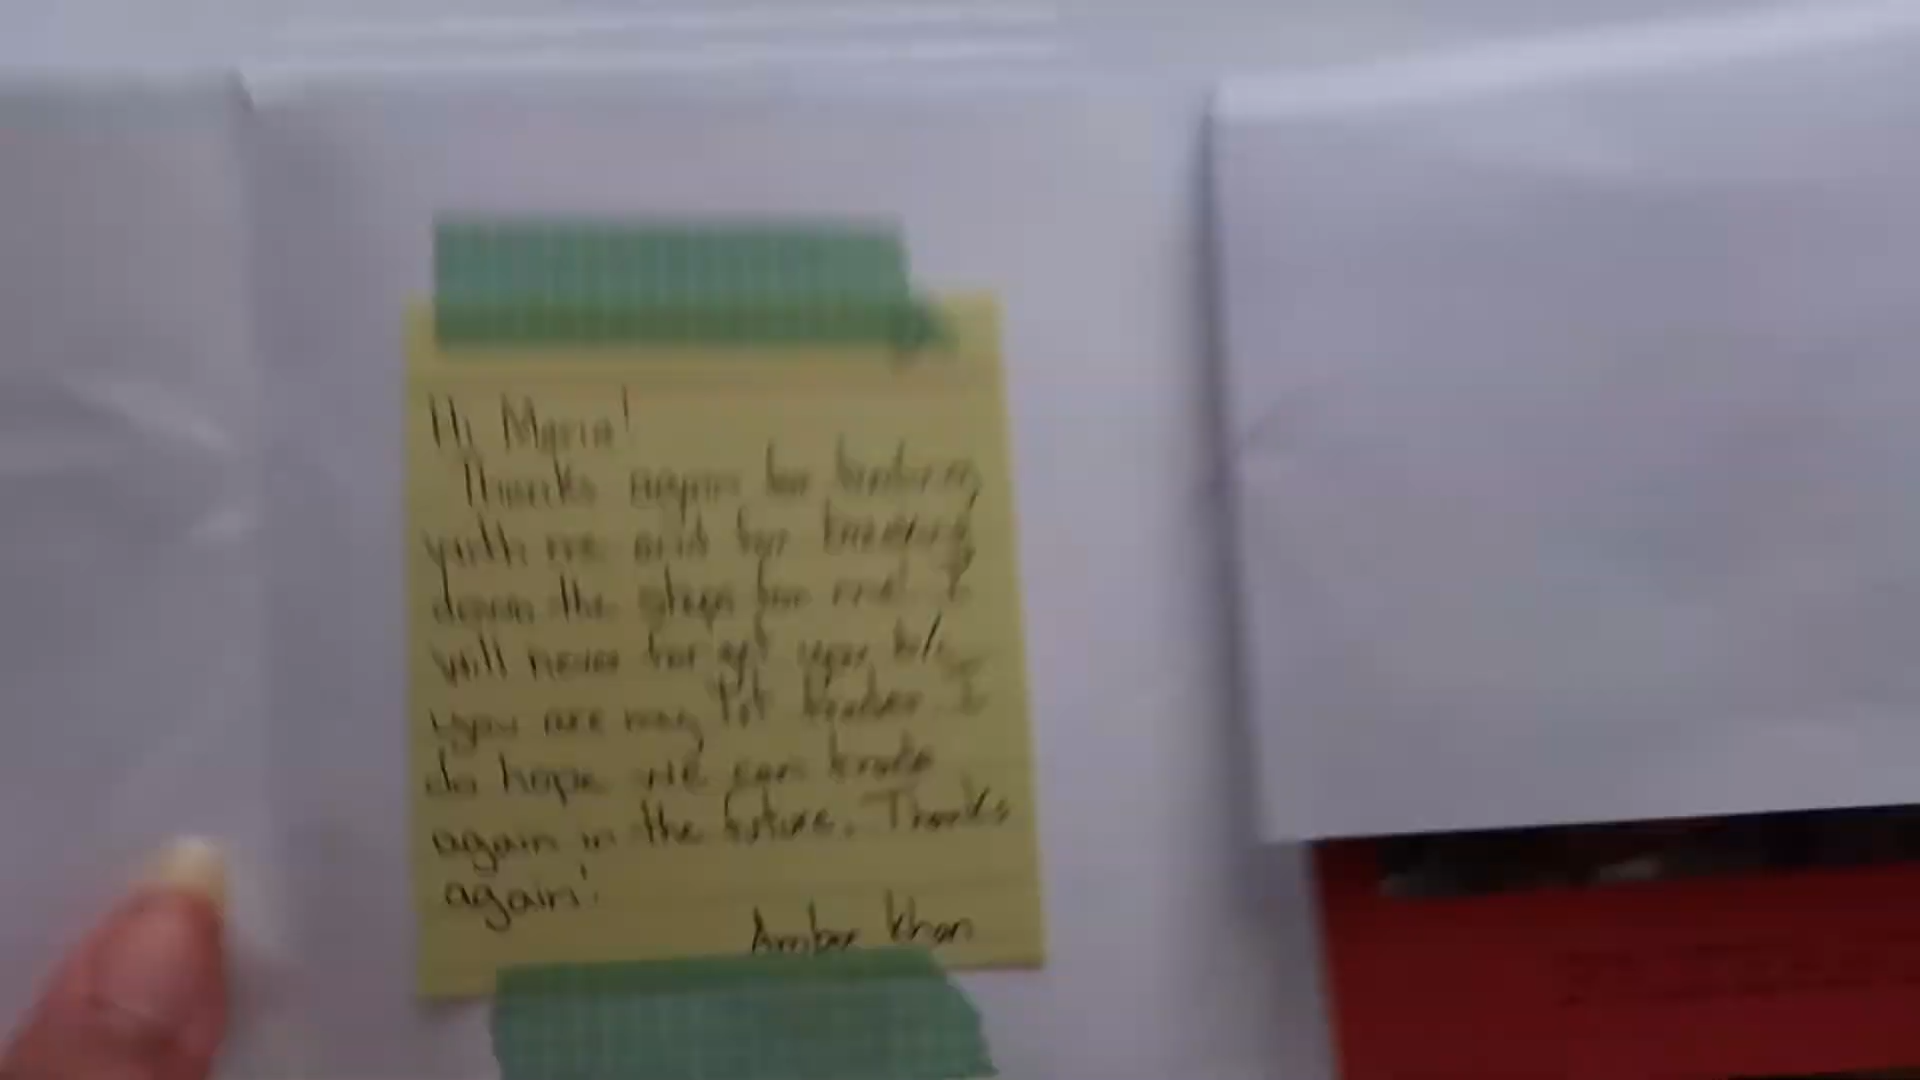 Hi Maria!
Thanks again for trading
with me and for breaking
down the steps for me! I
will never forget your b/c
you are my 1st trader. I
do hope we can trade
again in the future. Thanks
again!
Amber Khan